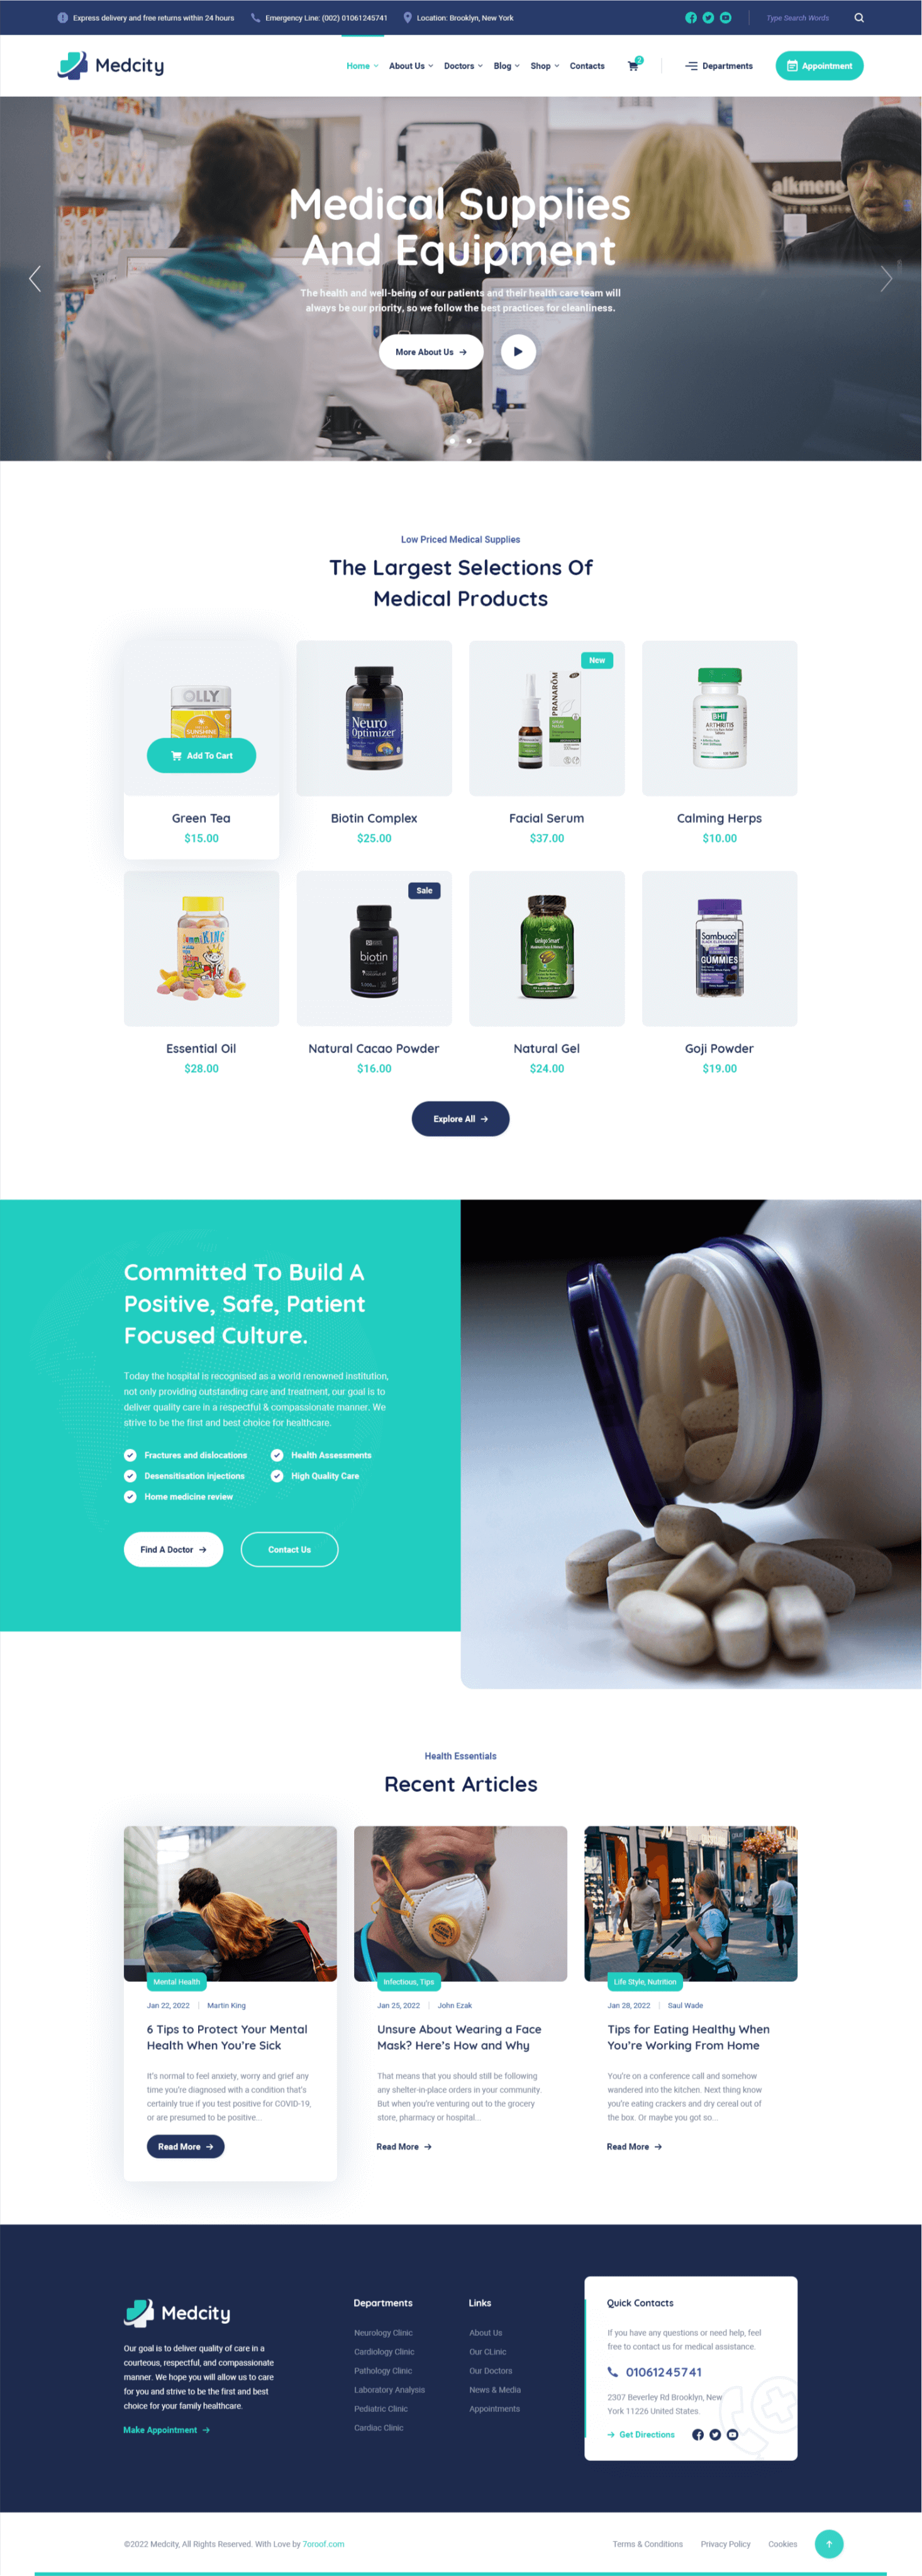 Express delivery and free returns within 24 hours
Emergency Line: (002) 01061245741
Location: Brooklyn, New York
Type Search Words
Medcity
Home
About Us
Doctors
Blog
Shop
Contacts
2
Departments
Appointment
alkmene
Medical Supplies
And Equipment
The health and well-being of our patients and their health care team will
always be our priority, so we follow the best practices for cleanliness.
More About Us
Low Priced Medical Supplies
The Largest Selections Of
Medical Products
OLLY
SUNSHINE
Add To Cart
Neuro
Optimizer
New
PRANARÔM
BHI
ARTHRITIS
Green Tea
$15.00
Biotin Complex
$25.00
Facial Serum
$37.00
Calming Herps
$10.00
KING
Sale
biotin
Ginkgo Smart
Sambucol
BLACK ELDERBERRY
GUMMIES
Essential Oil
$28.00
Natural Cacao Powder
$16.00
Natural Gel
$24.00
Goji Powder
$19.00
Explore All
Committed To Build A
Positive, Safe, Patient
Focused Culture.
Today the hospital is recognised as a world renowned institution,
not only providing outstanding care and treatment, our goal is to
deliver quality care in a respectful & compassionate manner. We
strive to be the first and best choice for healthcare.
Fractures and dislocations
Health Assessments
Desensitisation injections
High Quality Care
Home medicine review
Find A Doctor
Contact Us
Health Essentials
Recent Articles
Mental Health
Jan 22, 2022
Martin King
6 Tips to Protect Your Mental
Health When You're Sick
It's normal to feel anxiety, worry and grief any
time you're diagnosed with a condition that's
certainly true if you test positive for COVID-19,
or are presumed to be positive...
Read More
Infectious, Tips
Jan 25, 2022
John Ezak
Unsure About Wearing a Face
Mask? Here's How and Why
That means that you should still be following
any shelter-in-place orders in your community.
But when you're venturing out to the grocery
store, pharmacy or hospital...
Read More
Life Style, Nutrition
Jan 28, 2022
Saul Wade
Tips for Eating Healthy When
You're Working From Home
You're on a conference call and somehow
wandered into the kitchen. Next thing know
you're eating crackers and dry cereal out of
the box. Or maybe you got so...
Read More
Medcity
Our goal is to deliver quality of care in a
courteous, respectful, and compassionate
manner. We hope you will allow us to care
for you and strive to be the first and best
choice for your family healthcare.
Make Appointment
Departments
Neurology Clinic
Cardiology Clinic
Pathology Clinic
Laboratory Analysis
Pediatric Clinic
Cardiac Clinic
Links
About Us
Our CLinic
Our Doctors
News & Media
Appointments
Quick Contacts
If you have any questions or need help, feel
free to contact us for medical assistance.
01061245741
2307 Beverley Rd Brooklyn, New
York 11226 United States.
Get Directions
©2022 Medcity, All Rights Reserved. With Love by 7oroof.com
Terms & Conditions
Privacy Policy
Cookies